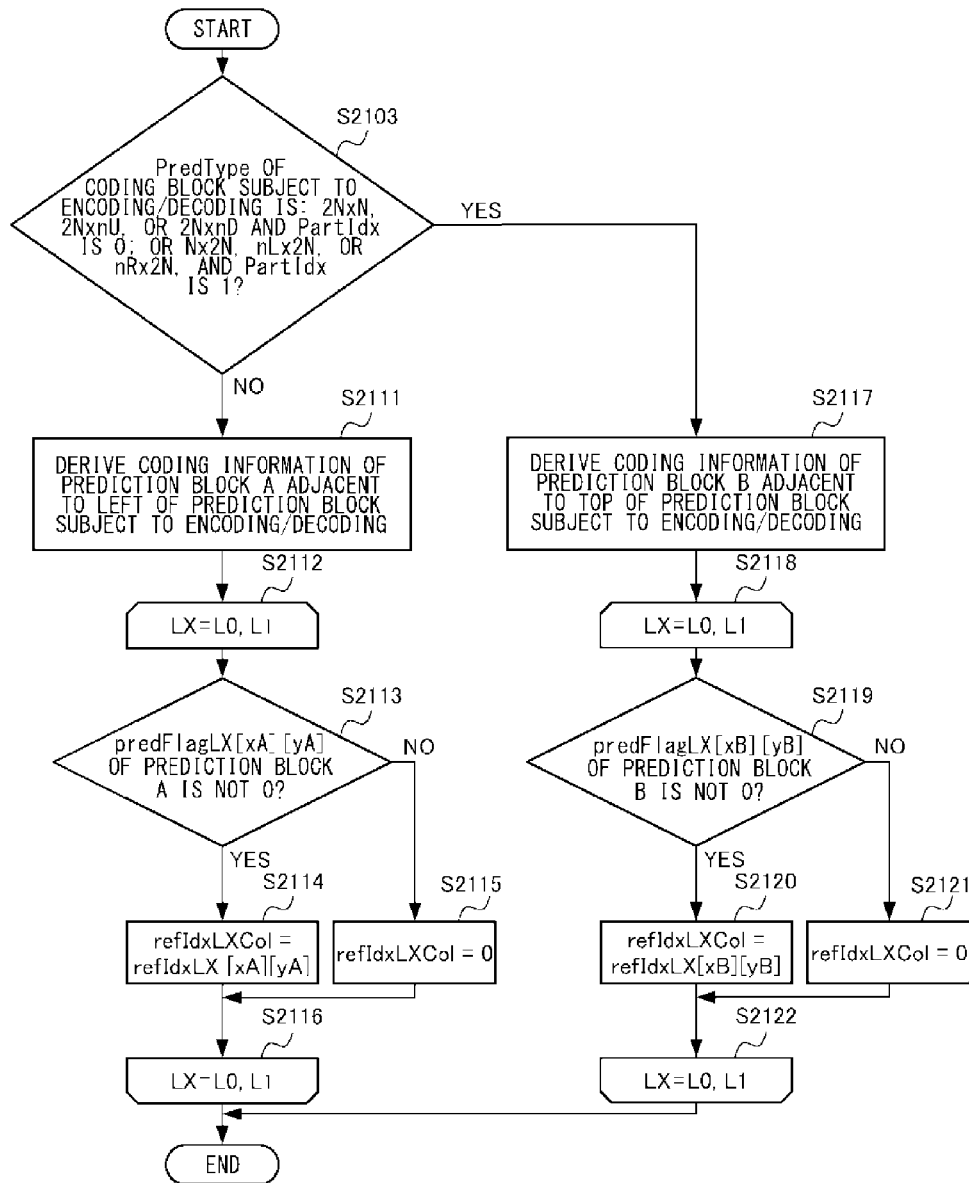 START
S2103
PredType OF
CODING BLOCK SUBJECT TO
ENCODING/DECODING IS: 2NxN,
2NxnU, OR 2NxnD AND PartIdx
IS 0; OR Nx2N, nLx2N, OR
nRx2N, AND PartIdx
IS 1?
YES
NO
S2111
DERIVE CODING INFORMATION OF
PREDICTION BLOCK A ADJACENT
TO LEFT OF PREDICTION BLOCK
SUBJECT TO ENCODING/DECODING
S2117
DERIVE CODING INFORMATION OF
PREDICTION BLOCK B ADJACENT
TO TOP OF PREDICTION BLOCK
SUBJECT TO ENCODING/DECODING
S2112
LX=L0, L1
S2118
LX=L0, L1
S2113
predFlagLX[xA][yA]
OF PREDICTION BLOCK
A IS NOT 0?
NO
YES
S2119
predFlagLX[xB][yB]
OF PREDICTION BLOCK
B IS NOT 0?
NO
YES
S2114
refIdxLXCol =
refIdxLX [xA][yA]
S2115
refIdxLXCol = 0
S2120
refIdxLXCol =
refIdxLX[xB][yB]
S2121
refIdxLXCol = 0
S2116
LX=L0, L1
S2122
LX=L0, L1
END